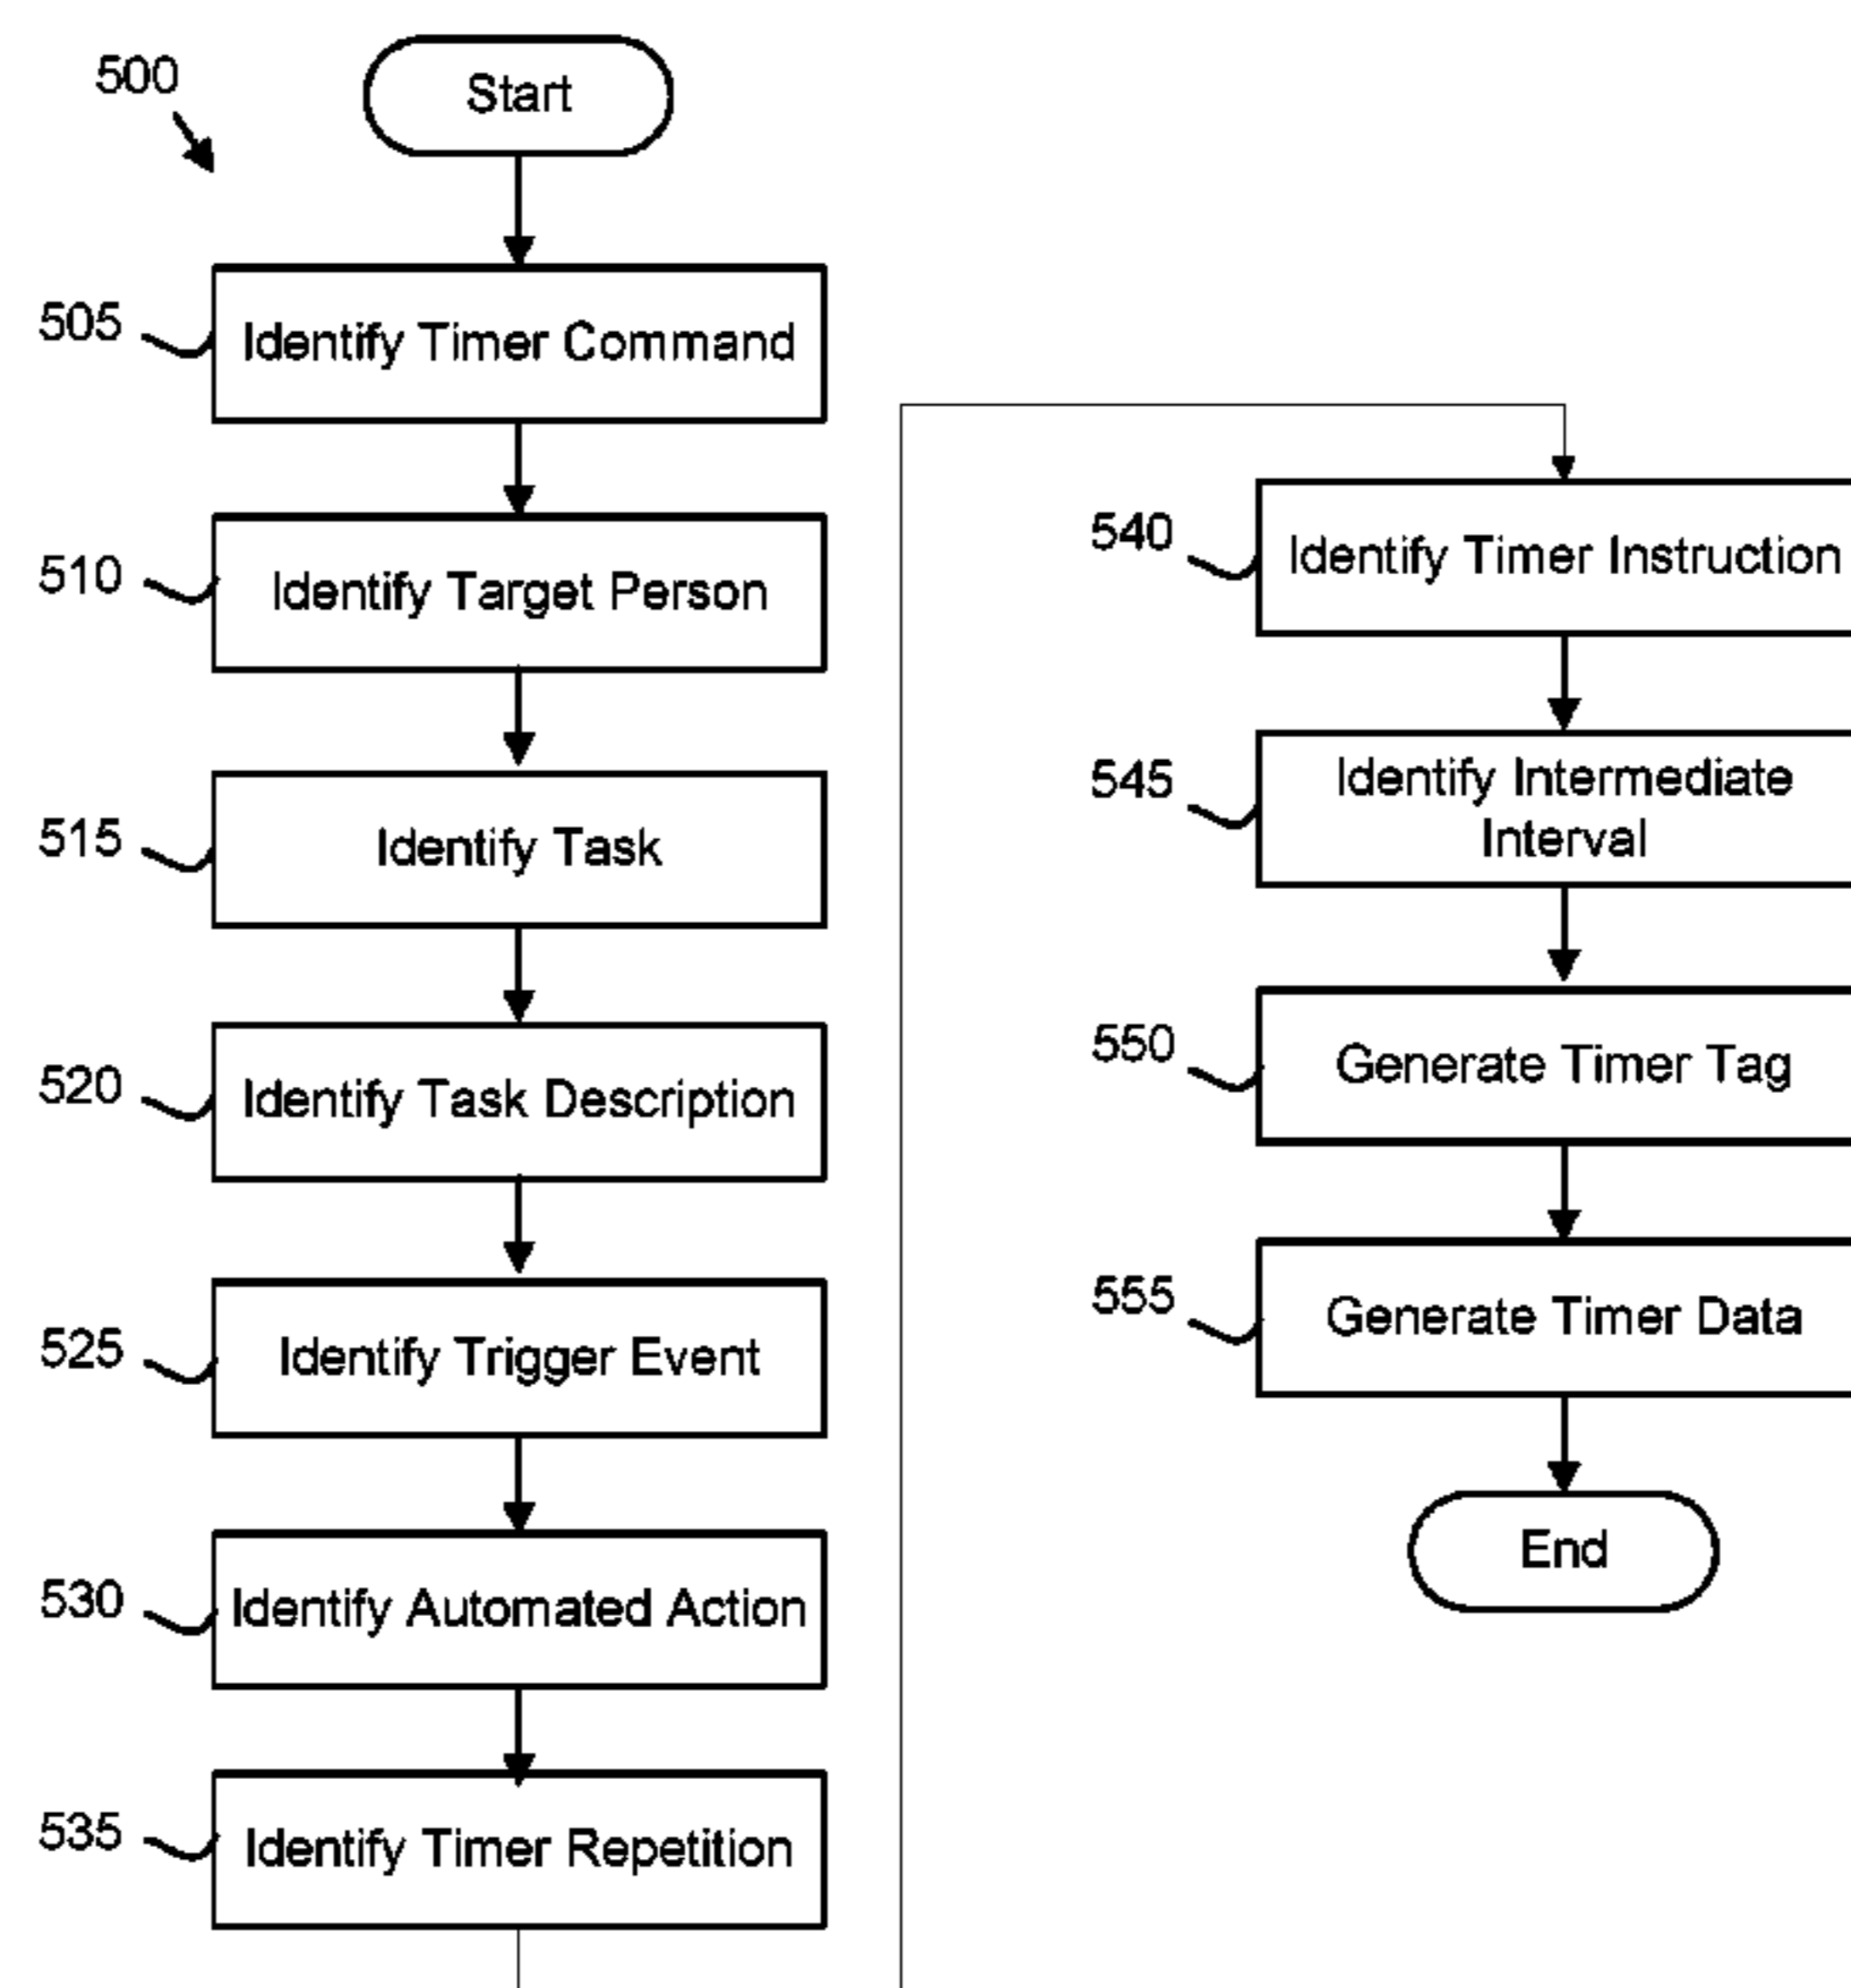 500
Start
505
Identify Timer Command
510
Identify Target Person
515
Identify Task
520
Identify Task Description
525
Identify Trigger Event
530
Identify Automated Action
535
Identify Timer Repetition
540
Identify Timer Instruction
545
Identify Intermediate
Interval
550
Generate Timer Tag
555
Generate Timer Data
End